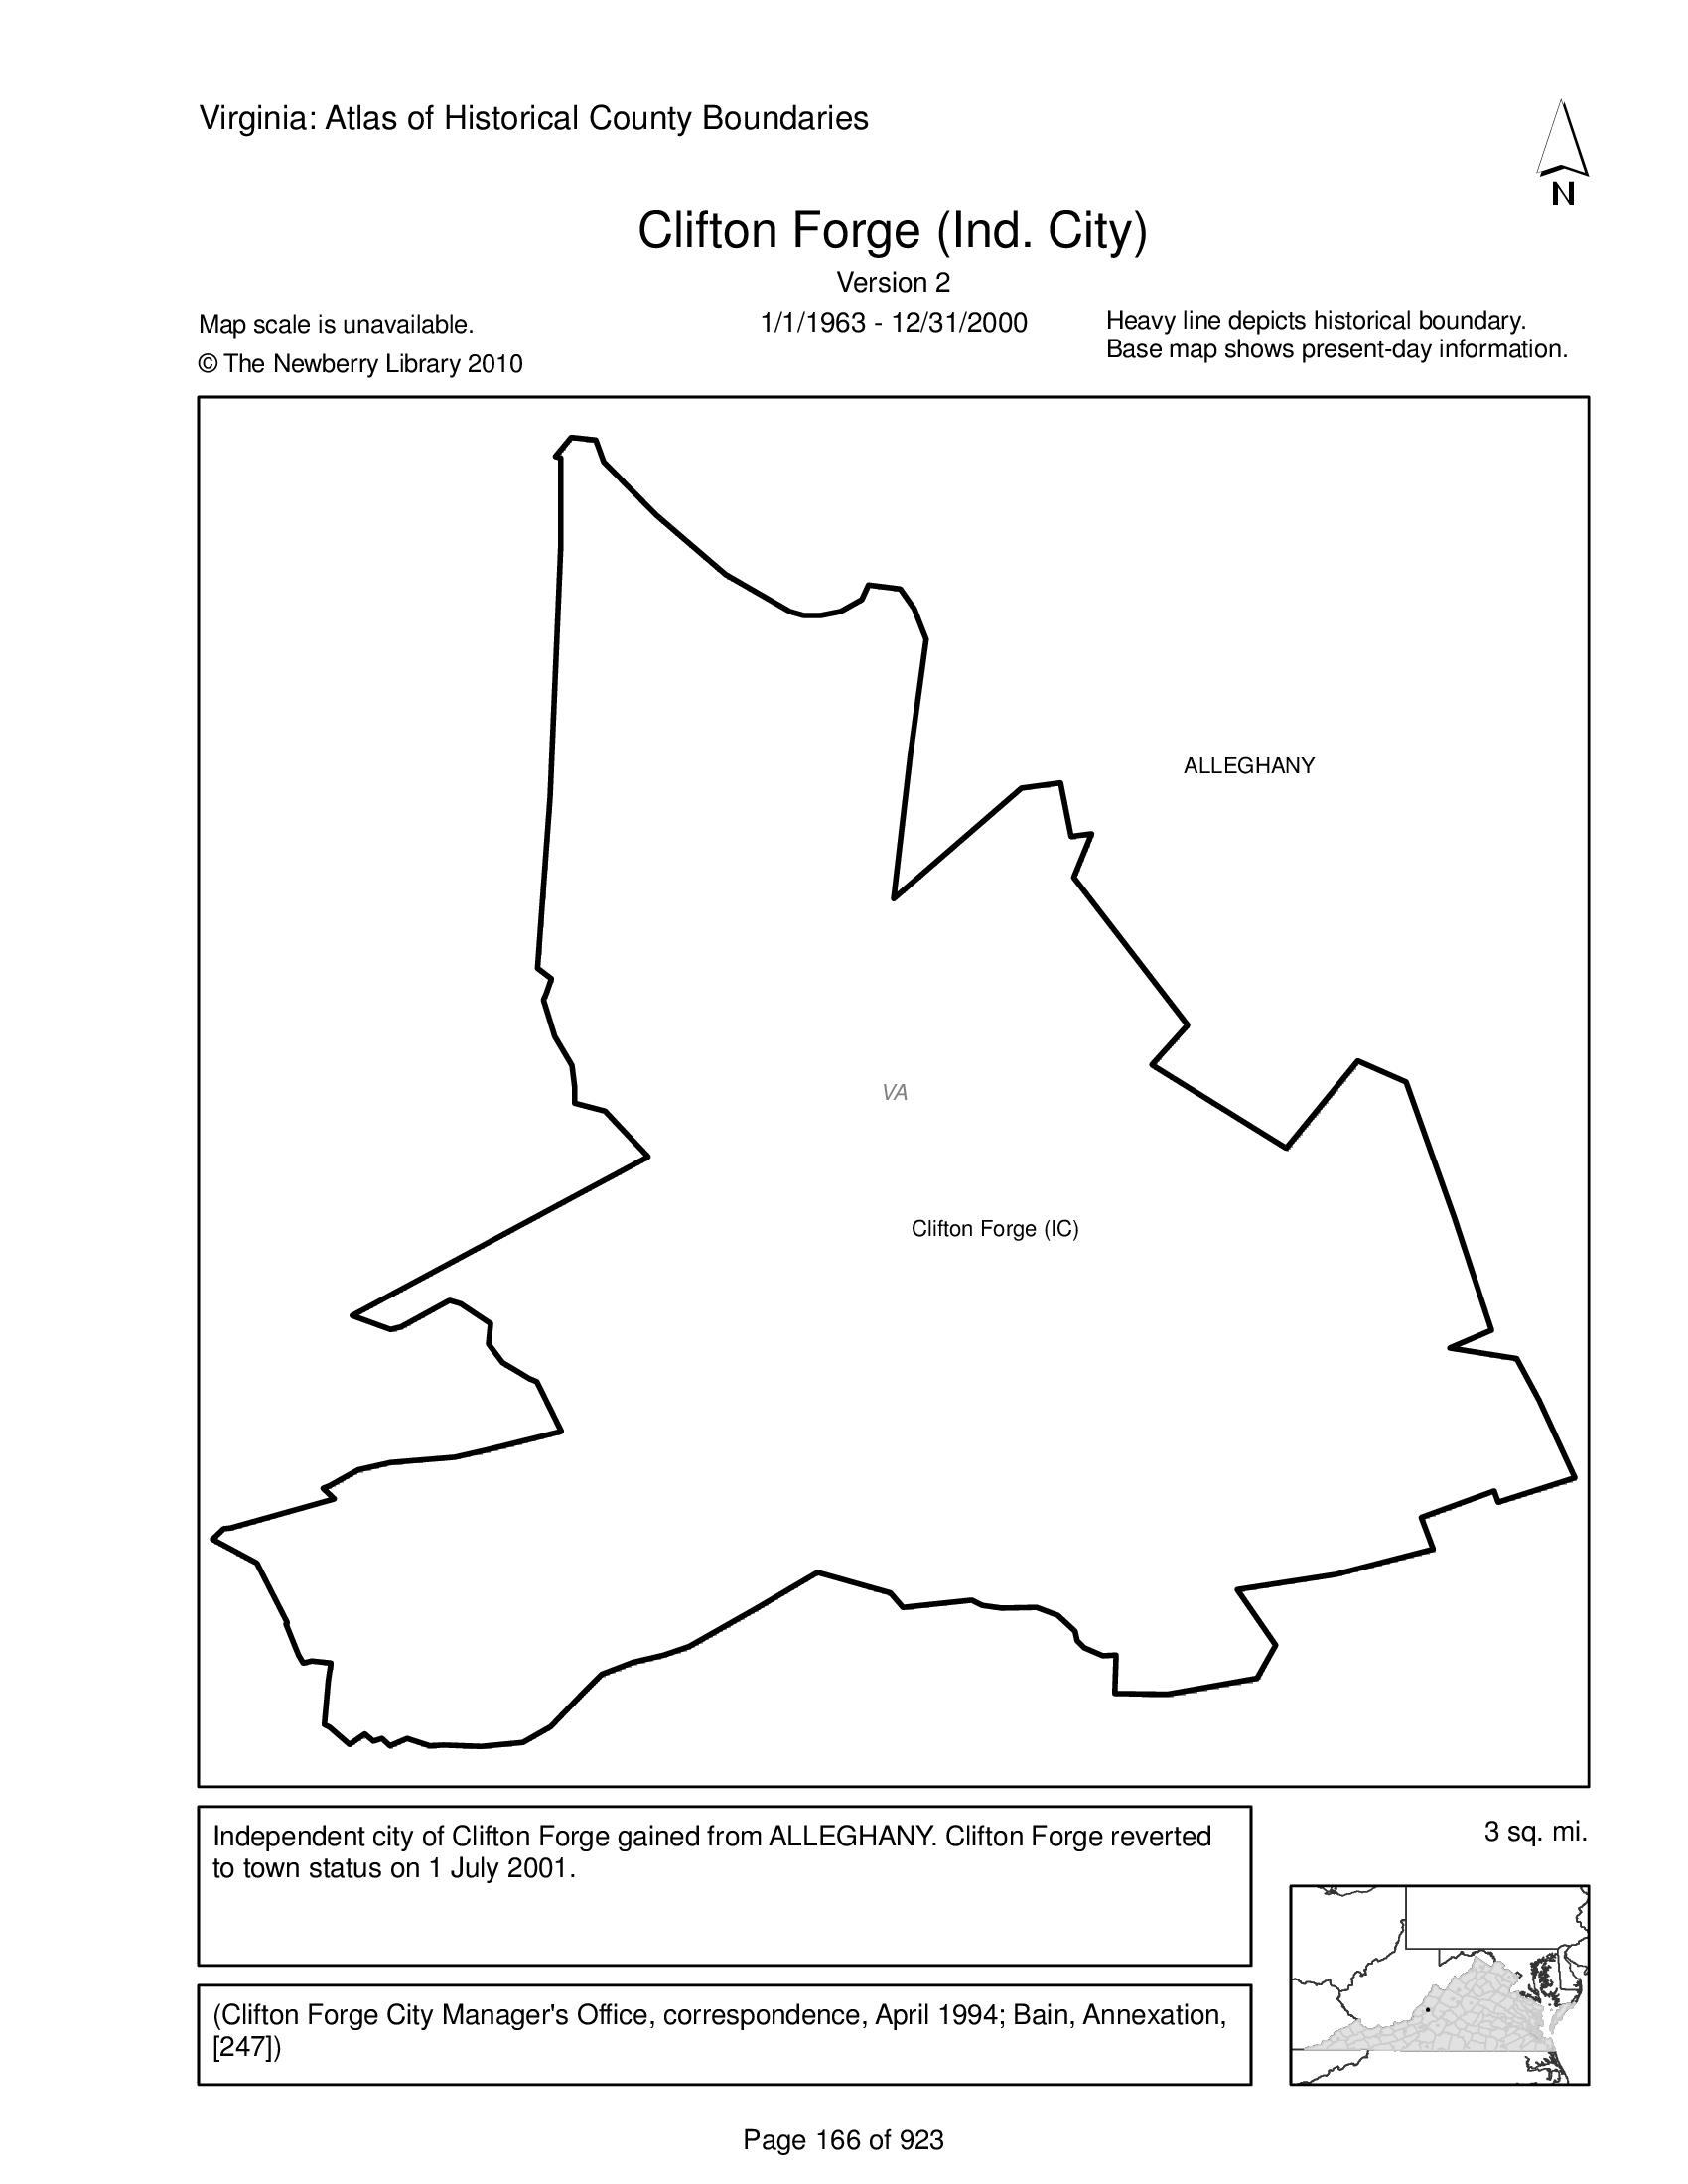 Virginia: Atlas of Historical County Boundaries
N
Clifton Forge (Ind. City)
Version 2
Map scale is unavailable.
1/1/1963 - 12/31/2000
Heavy line depicts historical boundary.
© The Newberry Library 2010
Base map shows present-day information.
ALLEGHANY
VA
Clifton Forge (IC)
Independent city of Clifton Forge gained from ALLEGHANY. Clifton Forge reverted
to town status on 1 July 2001.
3 sq. mi.
(Clifton Forge City Manager's Office, correspondence, April 1994; Bain, Annexation,
[247])
Page 166 of 923